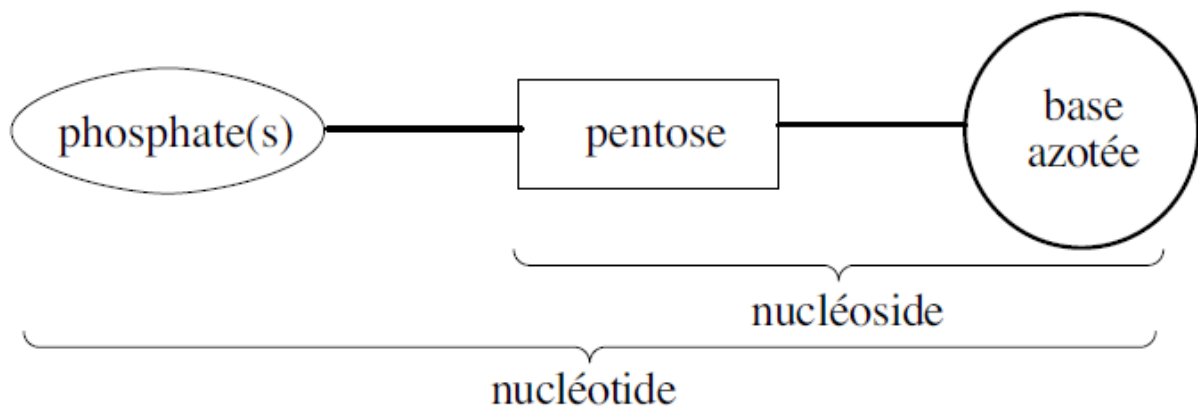 phosphate(s)
pentose
base
azotée
nucléoside
nucléotide